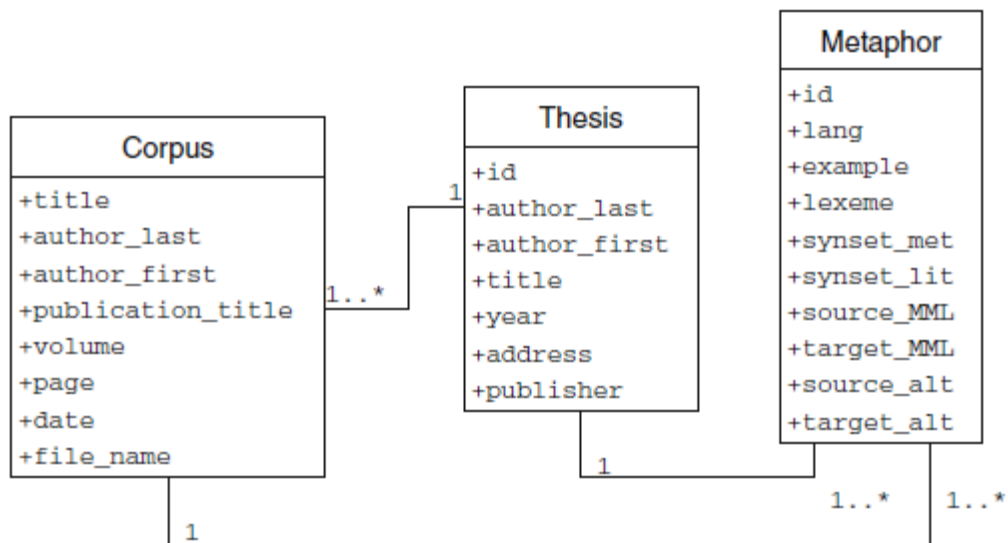 Corpus
+title
+author_last
+author_first
+publication_title
+volume
+page
+date
+file_name
1
1..*
1
Thesis
+id
+author_last
+author_first
+title
+year
+address
+publisher
1
Metaphor
+id
+lang
+example
+lexeme
+synset_met
+synset_lit
+source_MML
+target_MML
+source_alt
+target_alt
1..*
1..*